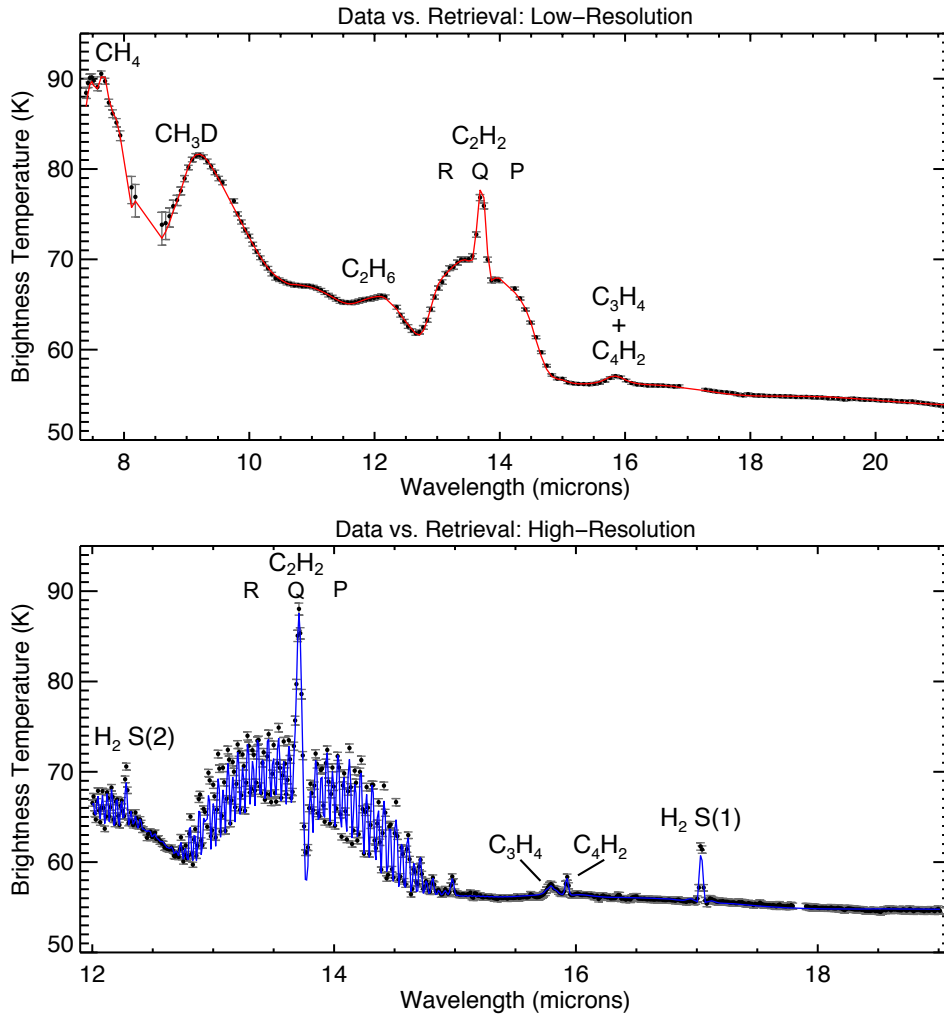 Data vs. Retrieval: Low−Resolution
CH4
CH3D
C2H6
C2H2
R Q P
C3H4
+
C4H2
Brightness Temperature (K)
90
80
70
60
50
8 10 12 14 16 18 20
Wavelength (microns)
Data vs. Retrieval: High−Resolution
C2H2
R Q P
H2 S(2)
C3H4
C4H2
H2 S(1)
Brightness Temperature (K)
90
80
70
60
50
12 14 16 18
Wavelength (microns)